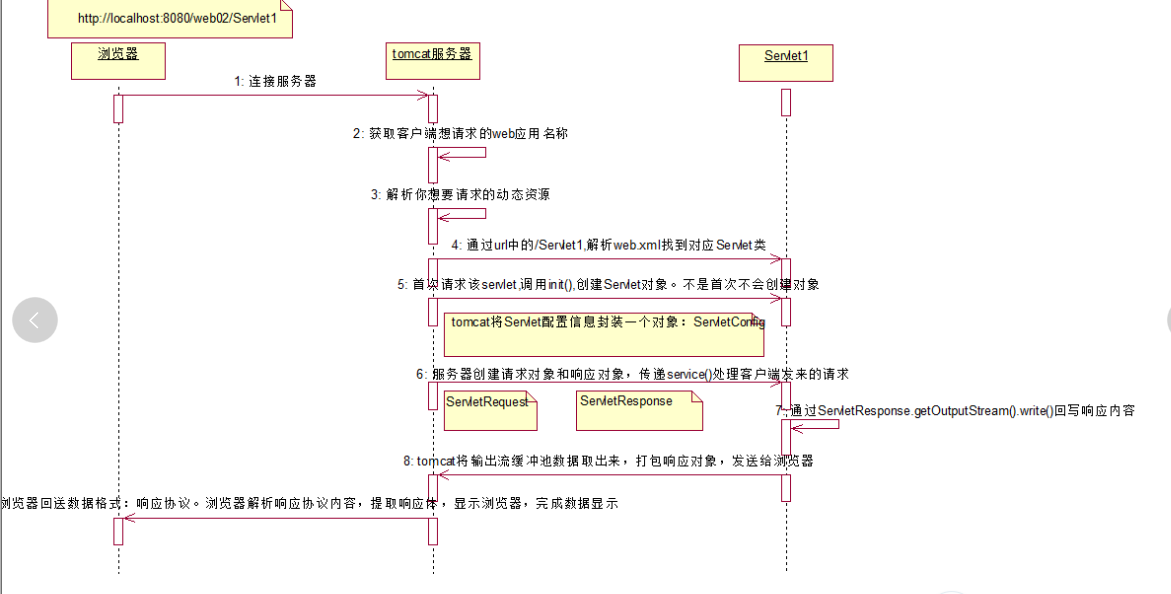 http://localhost:8080/web02/Servlet1
浏览器
tomcat服务器
Servlet1
1: 连接服务器
2: 获取客户端想请求的web应用名称
3: 解析你想要请求的动态资源
4: 通过url中的/Servlet1,解析web.xml找到对应Servlet类
5: 首次请求该servlet,调用init(),创建Servlet对象。不是首次不会创建对象
tomcat将Servlet配置信息封装一个对象：ServletConfig
6: 服务器创建请求对象和响应对象，传递service()处理客户端发来的请求
ServletRequest
ServletResponse
7: 通过ServletResponse.getOutputStream().write()回写响应内容
8: tomcat将输出流缓冲池数据取出来，打包响应对象，发送给浏览器
浏览器回送数据格式：响应协议。浏览器解析响应协议内容，提取响应体，显示浏览器，完成数据显示